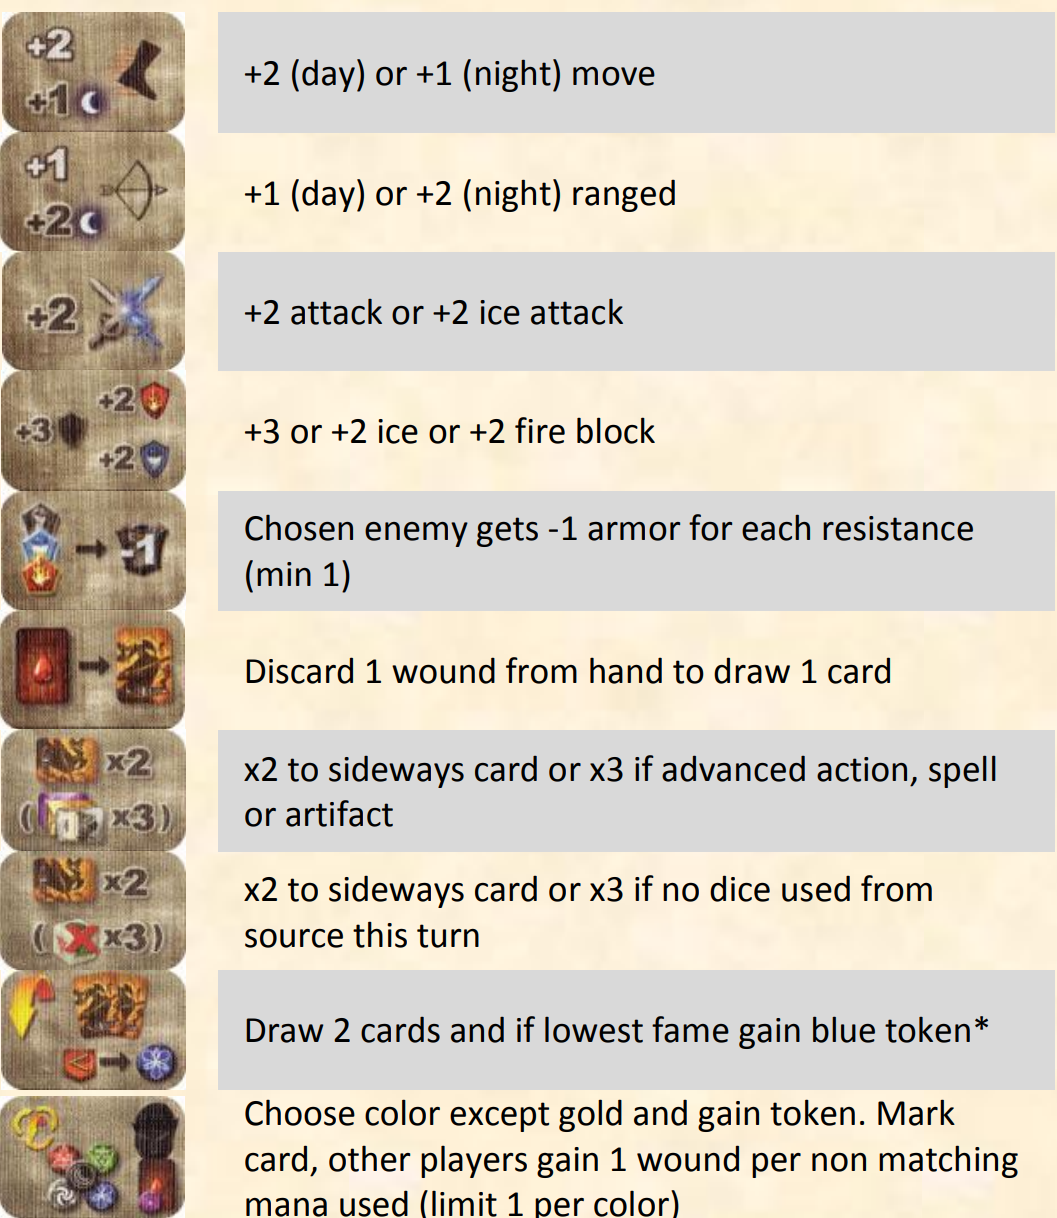 +2
+1
+2 (day) or +1 (night) move
+1
+2
+1 (day) or +2 (night) ranged
+2
+2 attack or +2 ice attack
+2
+3
+2
+3 or +2 ice or +2 fire block
-1
Chosen enemy gets -1 armor for each resistance
(min 1)
Discard 1 wound from hand to draw 1 card
x2
( x3)
x2 to sideways card or x3 if advanced action, spell
or artifact
x2
( x3)
x2 to sideways card or x3 if no dice used from
source this turn
Draw 2 cards and if lowest fame gain blue token*
<
Choose color except gold and gain token. Mark
card, other players gain 1 wound per non matching
mana used (limit 1 per color)